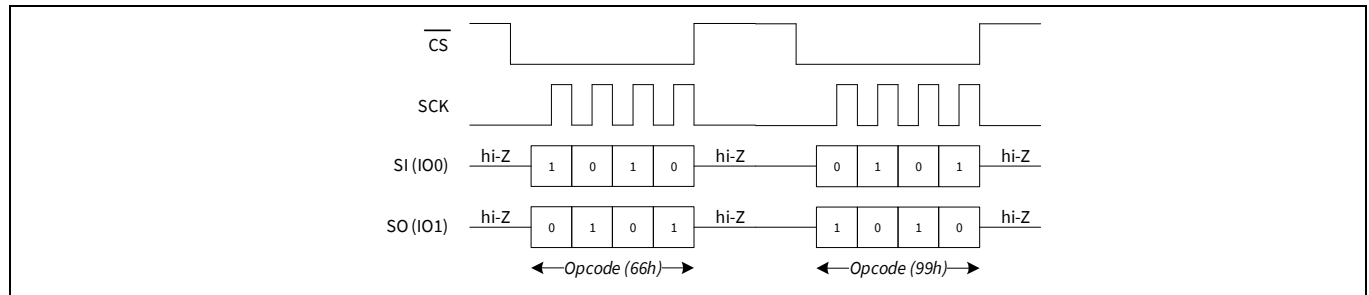 CS
SCK
SI (IO0) hi-Z 1 0 1 0 hi-Z 0 1 0 1 hi-Z
SO (IO1) hi-Z 0 1 0 1 hi-Z 1 0 1 0 hi-Z
Opcode (66h) Opcode (99h)